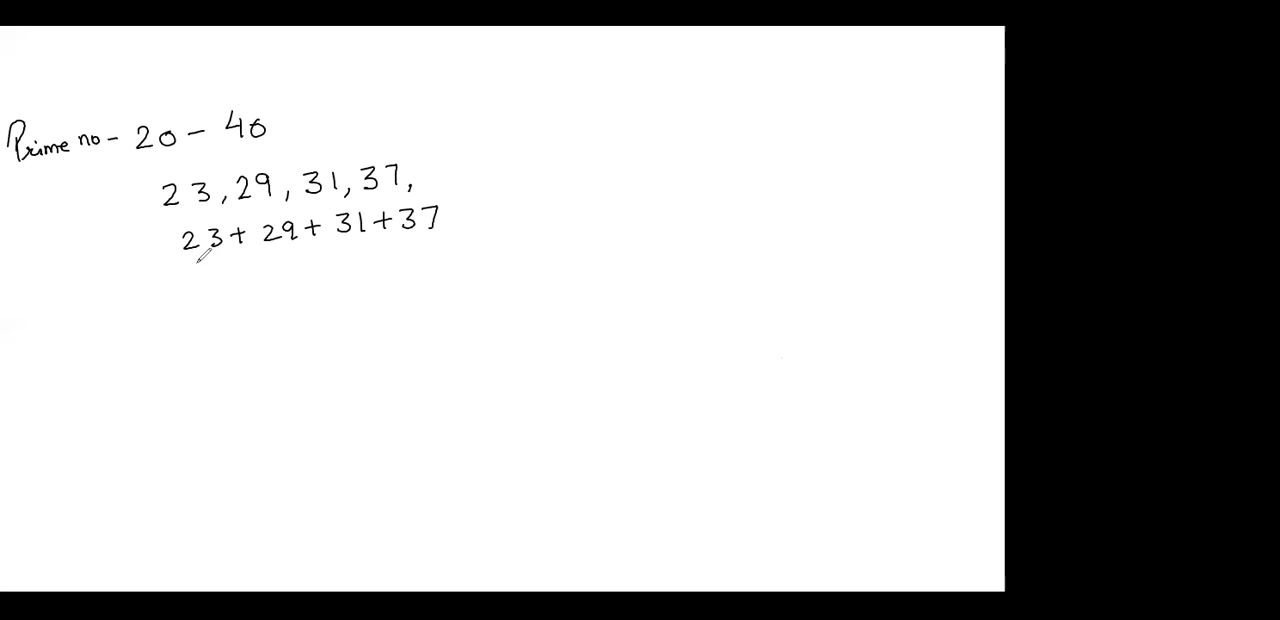 Prime no - 20 - 40
23, 29, 31, 37,
23 + 29 + 31 + 37